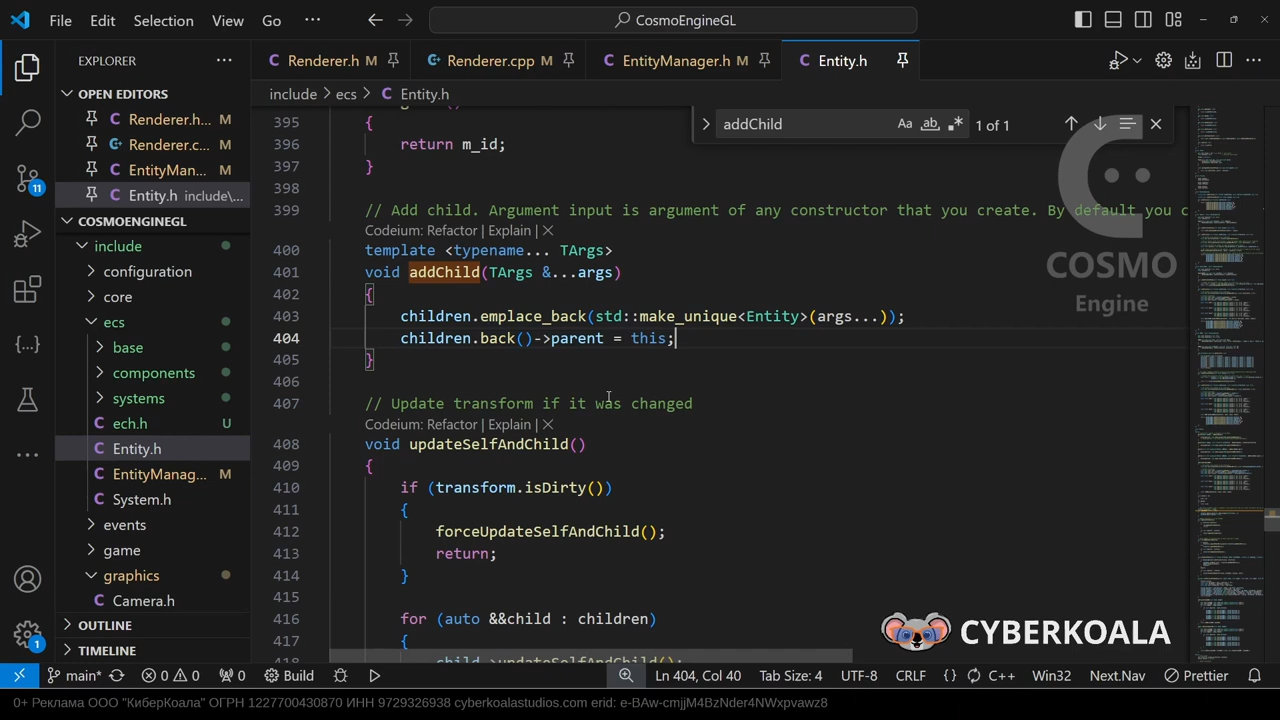 File Edit Selection View Go ··· CosmoEngineGL
EXPLORER
OPEN EDITORS
Renderer.h... M
Renderer.c... M
EntityMan... M
Entity.h include\...
COSMOENGINEGL
include
configuration
core
ecs
base
components
systems
ech.h U
Entity.h
EntityManag... M
System.h
events
game
graphics
Camera.h
OUTLINE
TIMELINE
11
1
Renderer.h M Renderer.cpp M EntityManager.h M Entity.h
include > ecs > Entity.h
addChild Aa ab .* 1 of 1
395 {
396 return m_id;
397 }
398
399 // Add child. Argument input is argument of any constructor that you create. By default you c
Codeium: Refactor | Explain | ×
400 template <typename... TArgs>
401 void addChild(TArgs &...args)
402 {
403 children.emplace_back(std::make_unique<Entity>(args...));
404 children.back()->parent = this;
405 }
406
407 // Update transform if it was changed
Codeium: Refactor | Explain | ×
408 void updateSelfAndChild()
409 {
410 if (transform.isDirty())
411 {
412 forceUpdateSelfAndChild();
413 return;
414 }
415
416 for (auto &&child : children)
417 {
418 child->updateSelfAndChild();
COSMO
Engine
CYBERKOALA
main* 0 0 0 Build Ln 404, Col 40 Tab Size: 4 UTF-8 CRLF {} C++ Win32 Next.Nav Prettier
0+ Реклама ООО "КиберКоала" ОГРН 1227700430870 ИНН 9729326938 cyberkoalastudios.com erid: e-BAw-cmjjM4BzNder4NWxpvawz8